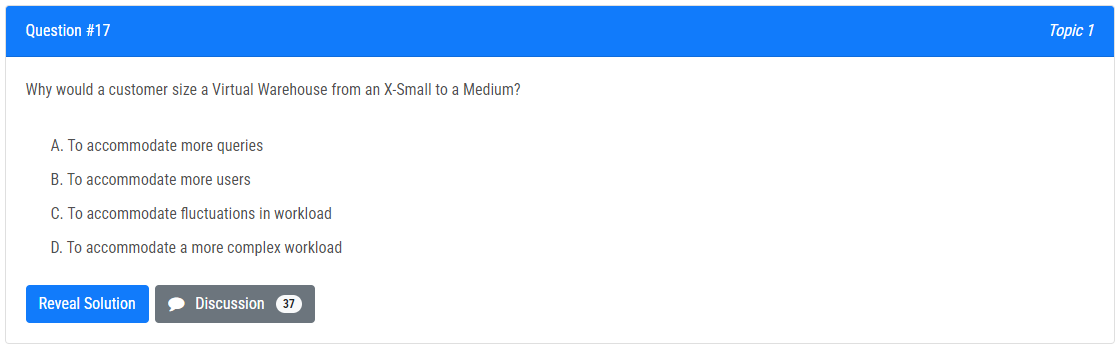 Question #17
Topic 1
Why would a customer size a Virtual Warehouse from an X-Small to a Medium?
A. To accommodate more queries
B. To accommodate more users
C. To accommodate fluctuations in workload
D. To accommodate a more complex workload
Reveal Solution
Discussion 37